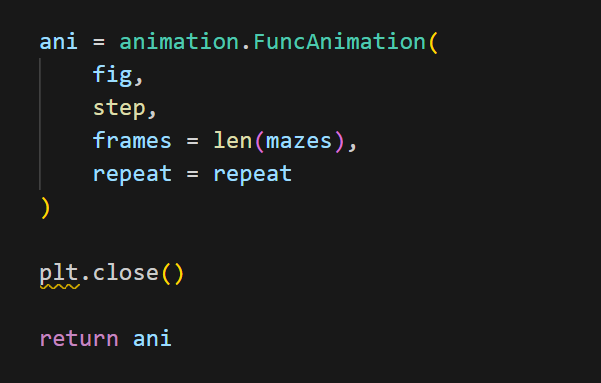 ani = animation.FuncAnimation(
    fig,
    step,
    frames = len(mazes),
    repeat = repeat
)
plt.close()
return ani